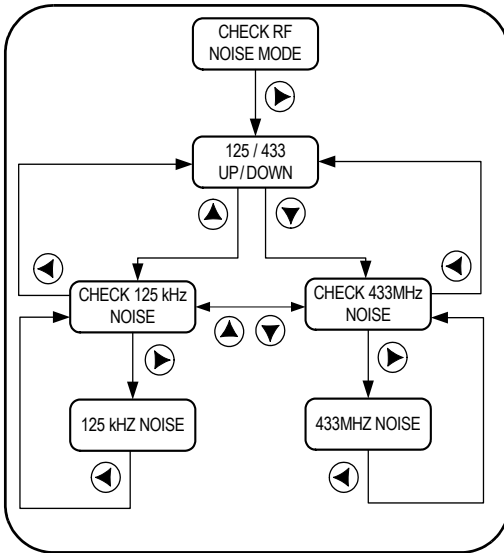 CHECK RF
NOISE MODE
125 / 433
UP/DOWN
CHECK 125 kHz
NOISE
CHECK 433MHz
NOISE
125 kHZ NOISE
433MHZ NOISE